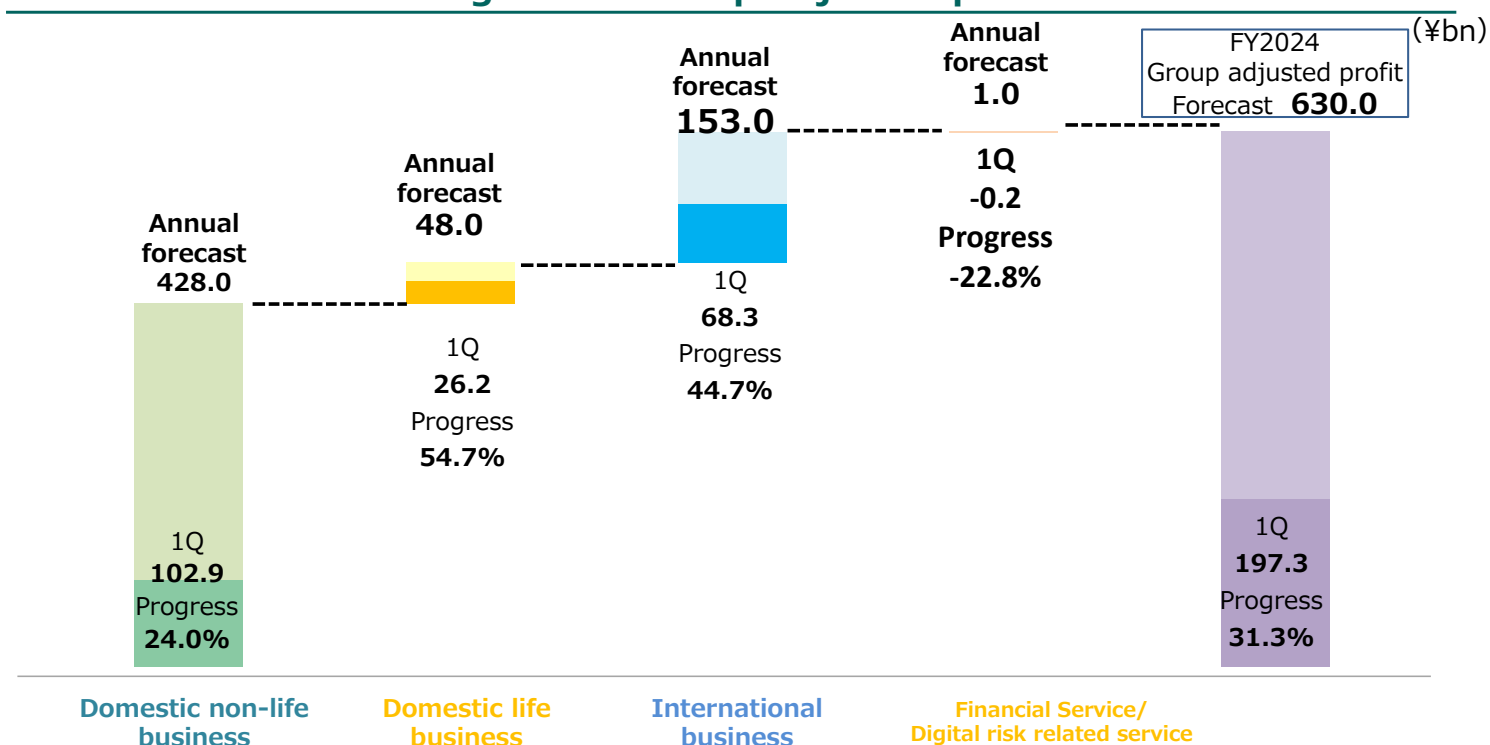 (¥bn)
Annual
forecast
428.0
1Q
102.9
Progress
24.0%
Domestic non-life
business
Annual
forecast
48.0
1Q
26.2
Progress
54.7%
Domestic life
business
Annual
forecast
153.0
1Q
68.3
Progress
44.7%
International
business
Annual
forecast
1.0
1Q
-0.2
Progress
-22.8%
Financial Service/
Digital risk related service
FY2024
Group adjusted profit
Forecast 630.0
1Q
197.3
Progress
31.3%